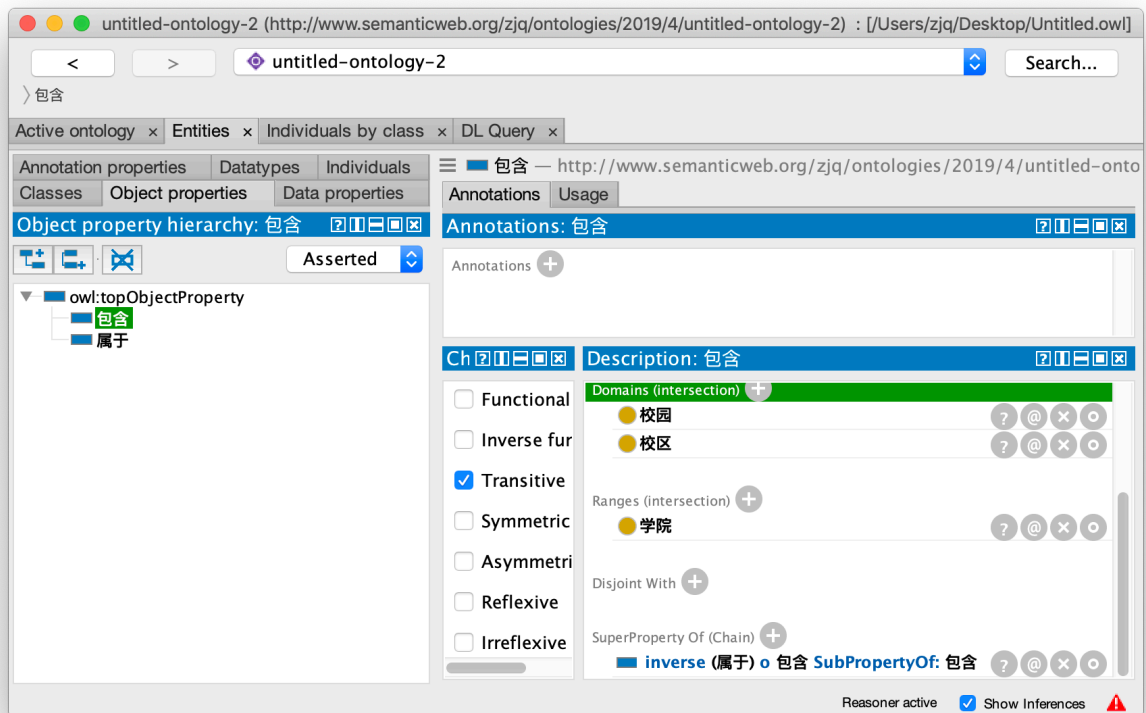 untitled-ontology-2 (http://www.semanticweb.org/zjq/ontologies/2019/4/untitled-ontology-2) : [/Users/zjq/Desktop/Untitled.owl]
< > untitled-ontology-2 Search...
〉包含
Active ontology × Entities × Individuals by class × DL Query ×
Annotation properties Datatypes Individuals
Classes Object properties Data properties
Object property hierarchy: 包含
Asserted
owl:topObjectProperty
包含
属于
包含 — http://www.semanticweb.org/zjq/ontologies/2019/4/untitled-onto
Annotations Usage
Annotations: 包含
Annotations +
Ch
Functional
Inverse fur
Transitive
Symmetric
Asymmetri
Reflexive
Irreflexive
Description: 包含
Domains (intersection) +
校园
校区
Ranges (intersection) +
学院
Disjoint With +
SuperProperty Of (Chain) +
inverse (属于) o 包含 SubPropertyOf: 包含
Reasoner active Show Inferences